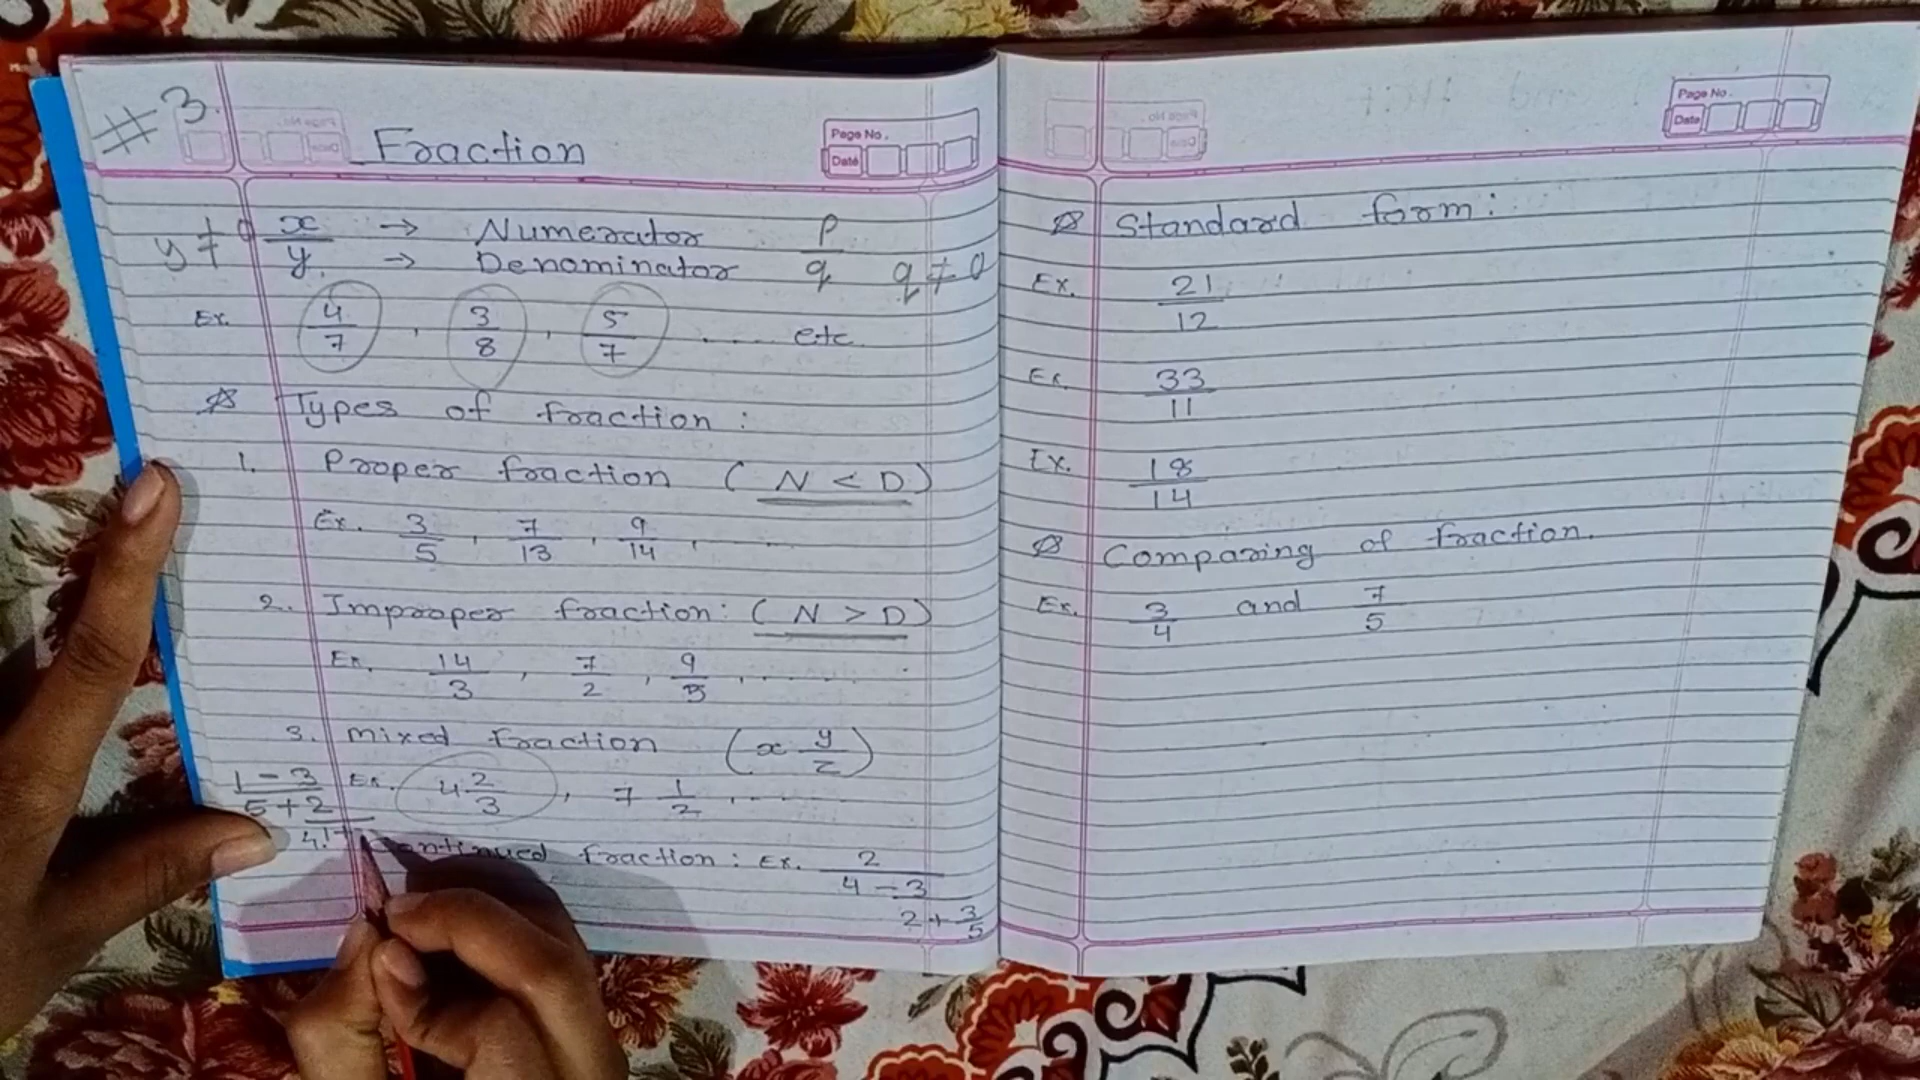 #3.
Fraction
Page No.
Date
y ≠ 0 x/y → Numerator p/q q ≠ 0
→ Denominator
Ex. 4/7 , 3/8 , 5/7 ..... etc.
Types of fraction :
1. Proper fraction ( N < D )
Ex. 3/5 , 7/13 , 9/14 , .....
2. Improper fraction : ( N > D )
Ex. 14/3 , 7/2 , 9/5 , .......
3. mixed fraction ( x y/z )
Ex. 4 2/3 , 7 1/2 , .....
1 - 3
5 + 2
Continued fraction : Ex. 2
4 - 3
2 + 3/5
Page No.
Date
Standard form :
Ex. 21/12
Ex. 33/11
Ex. 18/14
Comparing of fraction.
Ex. 3/4 and 7/5